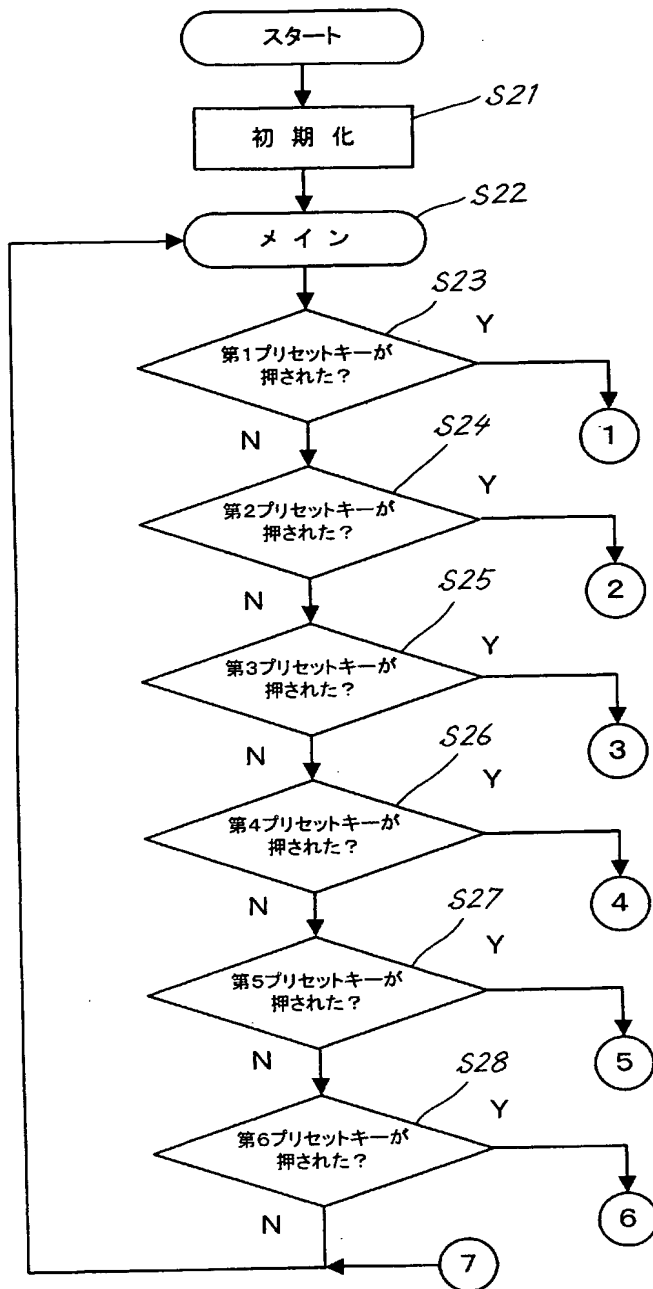 スタート
S21
初 期 化
S22
メ イ ン
S23
Y
第1プリセットキーが
押された?
1
N
S24
Y
第2プリセットキーが
押された?
2
N
S25
Y
第3プリセットキーが
押された?
3
N
S26
Y
第4プリセットキーが
押された?
4
N
S27
Y
第5プリセットキーが
押された?
5
N
S28
Y
第6プリセットキーが
押された?
6
N
7